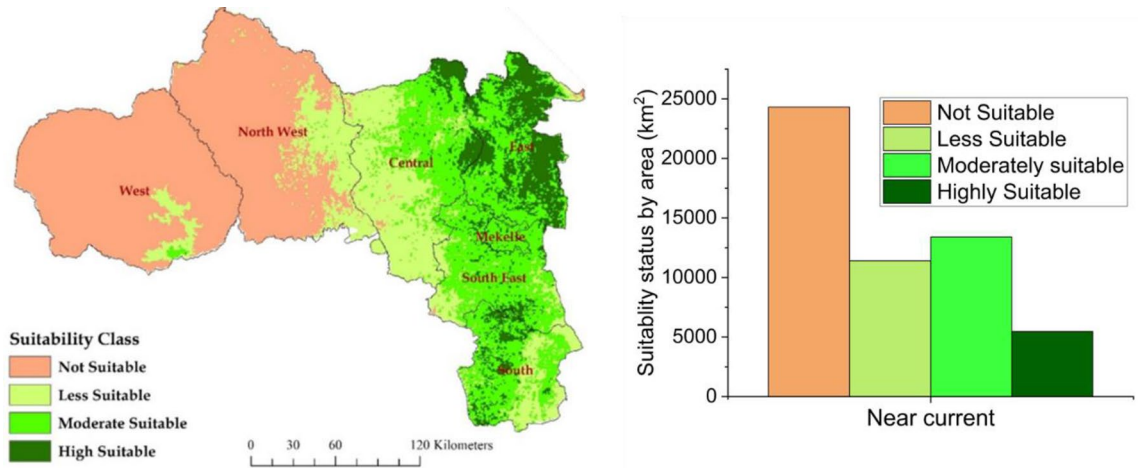 North West
West
Central
East
Mekelle
South East
South
Suitability Class
Not Suitable
Less Suitable
Moderate Suitable
High Suitable
0 30 60 120 Kilometers
Suitablity status by area (km²)
25000
20000
15000
10000
5000
0
Not Suitable
Less Suitable
Moderately suitable
Highly Suitable
Near current